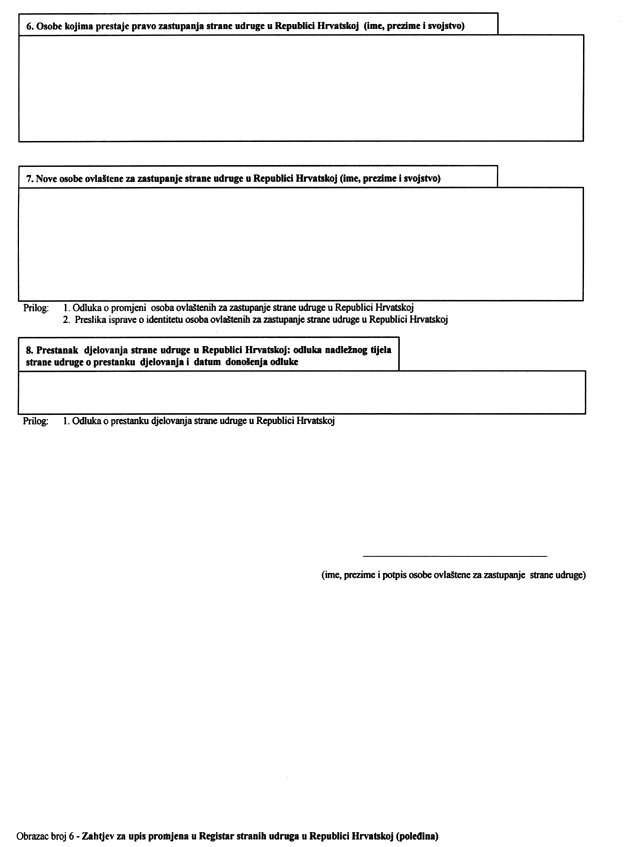 6. Osobe kojima prestaje pravo zastupanja strane udruge u Republici Hrvatskoj (ime, prezime i svojstvo)
7. Nove osobe ovlaštene za zastupanje strane udruge u Republici Hrvatskoj (ime, prezime i svojstvo)
Prilog: 1. Odluka o promjeni osoba ovlaštenih za zastupanje strane udruge u Republici Hrvatskoj
2. Preslika isprave o identitetu osoba ovlaštenih za zastupanje strane udruge u Republici Hrvatskoj
8. Prestanak djelovanja strane udruge u Republici Hrvatskoj: odluka nadležnog tijela
strane udruge o prestanku djelovanja i datum donošenja odluke
Prilog: 1. Odluka o prestanku djelovanja strane udruge u Republici Hrvatskoj
(ime, prezime i potpis osobe ovlaštene za zastupanje strane udruge)
Obrazac broj 6 - Zahtjev za upis promjena u Registar stranih udruga u Republici Hrvatskoj (poleđina)